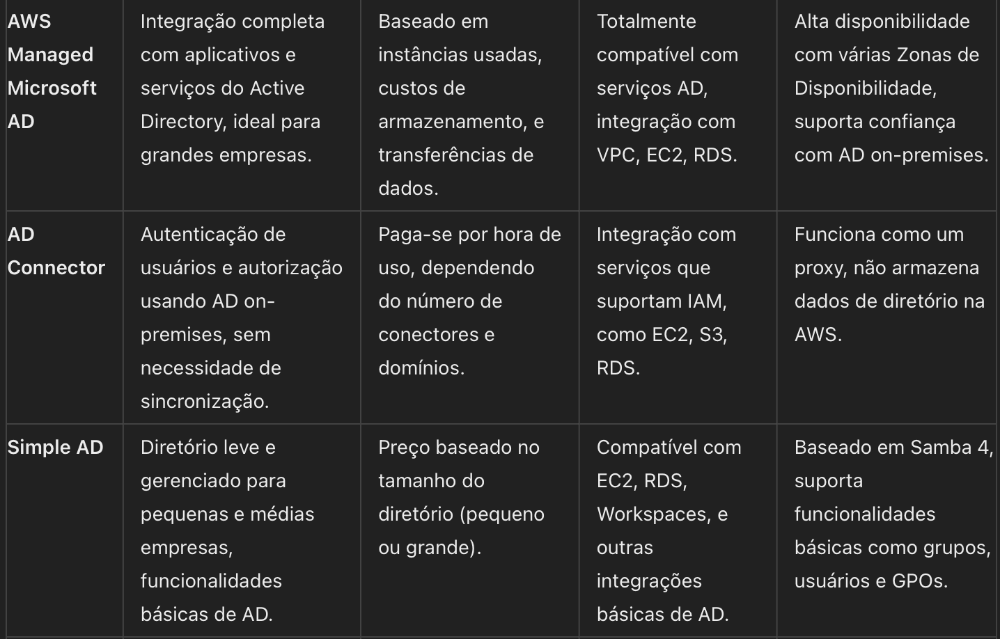 AWS
Managed
Microsoft
AD
Integração completa
com aplicativos e
serviços do Active
Directory, ideal para
grandes empresas.
Baseado em
instâncias usadas,
custos de
armazenamento, e
transferências de
dados.
Totalmente
compatível com
serviços AD,
integração com
VPC, EC2, RDS.
Alta disponibilidade
com várias Zonas de
Disponibilidade,
suporta confiança
com AD on-premises.
AD
Connector
Autenticação de
usuários e autorização
usando AD on-
premises, sem
necessidade de
sincronização.
Paga-se por hora de
uso, dependendo
do número de
conectores e
domínios.
Integração com
serviços que
suportam IAM,
como EC2, S3,
RDS.
Funciona como um
proxy, não armazena
dados de diretório na
AWS.
Simple AD
Diretório leve e
gerenciado para
pequenas e médias
empresas,
funcionalidades
básicas de AD.
Preço baseado no
tamanho do
diretório (pequeno
ou grande).
Compatível com
EC2, RDS,
Workspaces, e
outras
integrações
básicas de AD.
Baseado em Samba 4,
suporta
funcionalidades
básicas como grupos,
usuários e GPOs.